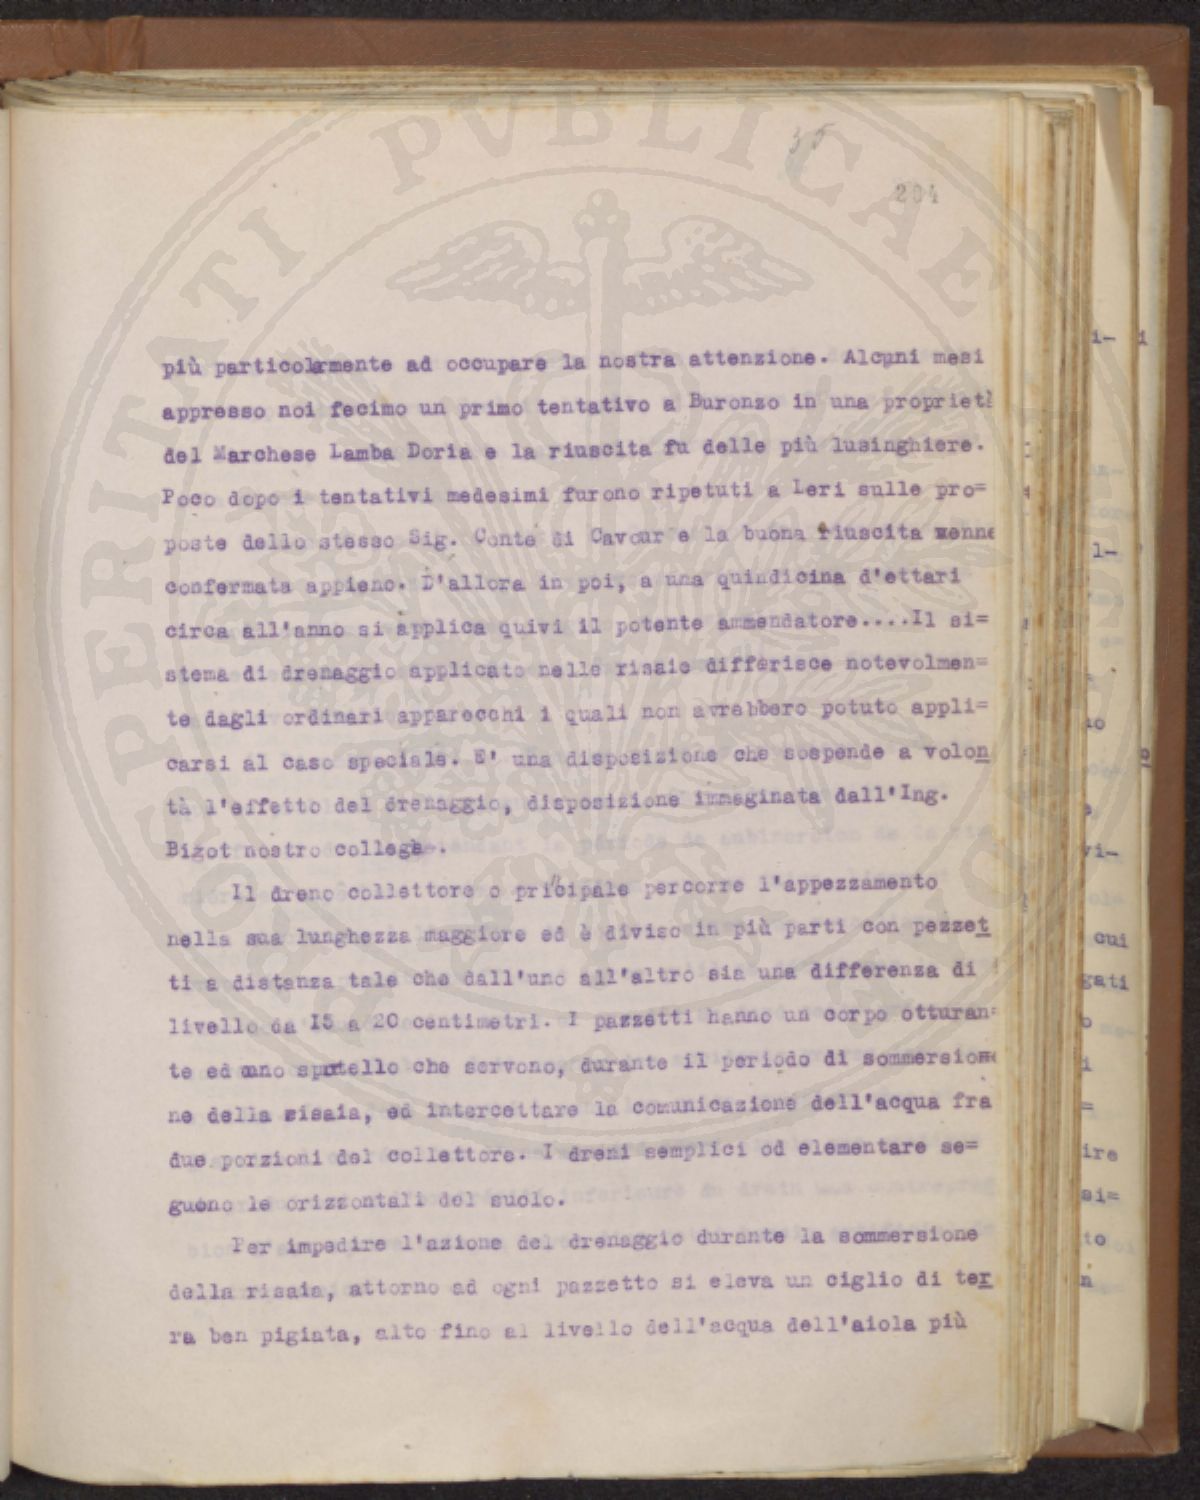 PROSPERITATI PVBLICAE
35
204
più particolarmente ad occupare la nostra attenzione. Alcuni mesi
appresso noi fecimo un primo tentativo a Buronzo in una proprietà
del Marchese Lamba Doria e la riuscita fu delle più lusinghiere.
Poco dopo i tentativi medesimi furono ripetuti a Leri sulle pro=
poste dello stesso Sig. Conte di Cavour e la buona riuscita venne
confermata appieno. D'allora in poi, a una quindicina d'ettari
circa all'anno si applica quivi il potente ammendatore....Il si=
stema di drenaggio applicato nelle risaie differisce notevolmen=
te dagli ordinari apparecchi i quali non avrebbero potuto appli=
carsi al caso speciale. E' una disposizione che sospende a volon
tà l'effetto del drenaggio, disposizione immaginata dall'Ing.
Bizot nostro collega.
Il dreno collettore o principale percorre l'appezzamento
nella sua lunghezza maggiore ed è diviso in più parti con pezzet
ti a distanza tale che dall'uno all'altro sia una differenza di
livello da 15 a 20 centimetri. I pazzetti hanno un corpo otturan=
te ed uno sportello che servono, durante il periodo di sommersione
ne della risaia, ed intercettare la comunicazione dell'acqua fra
due porzioni del collettore. I dreni semplici od elementare se=
guono le orizzontali del suolo.
Per impedire l'azione del drenaggio durante la sommersione
della risaia, attorno ad ogni pazzetto si eleva un ciglio di ter
ra ben pigiata, alto fino al livello dell'acqua dell'aiola più